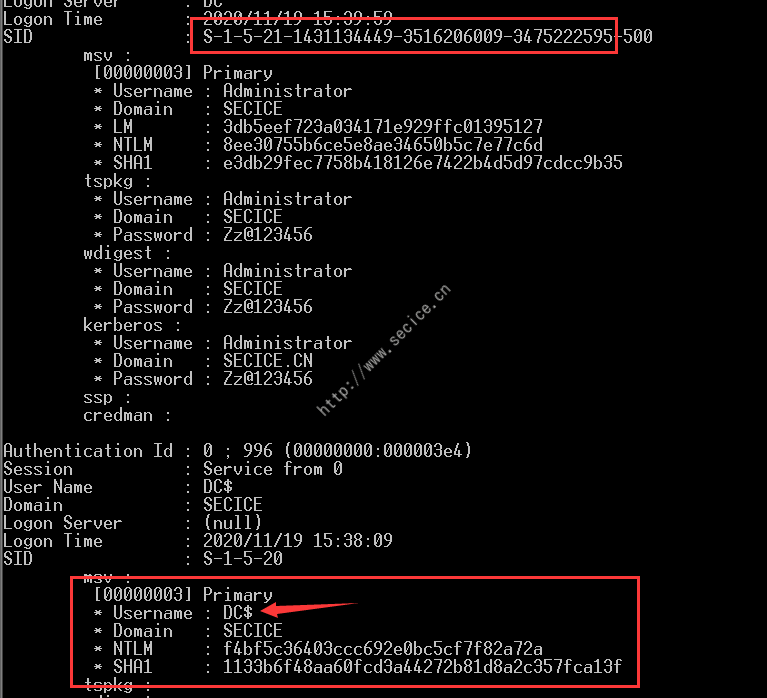 Logon Server : DC
Logon Time : 2020/11/19 15:39:59
SID : S-1-5-21-1431134449-3516206009-3475222595-500
msv :
[00000003] Primary
* Username : Administrator
* Domain : SECICE
* LM : 3db5eef723a034171e929ffc01395127
* NTLM : 8ee30755b6ce5e8ae34650b5c7e77c6d
* SHA1 : e3db29fec7758b418126e7422b4d5d97cdcc9b35
tspkg :
* Username : Administrator
* Domain : SECICE
* Password : Zz@123456
wdigest :
* Username : Administrator
* Domain : SECICE
* Password : Zz@123456
kerberos :
* Username : Administrator
* Domain : SECICE.CN
* Password : Zz@123456
ssp :
credman :
http://www.secice.cn
Authentication Id : 0 ; 996 (00000000:000003e4)
Session : Service from 0
User Name : DC$
Domain : SECICE
Logon Server : (null)
Logon Time : 2020/11/19 15:38:09
SID : S-1-5-20
msv :
[00000003] Primary
* Username : DC$
* Domain : SECICE
* NTLM : f4bf5c36403ccc692e0bc5cf7f82a72a
* SHA1 : 1133b6f48aa60fcd3a44272b81d8a2c357fca13f
tspkg :